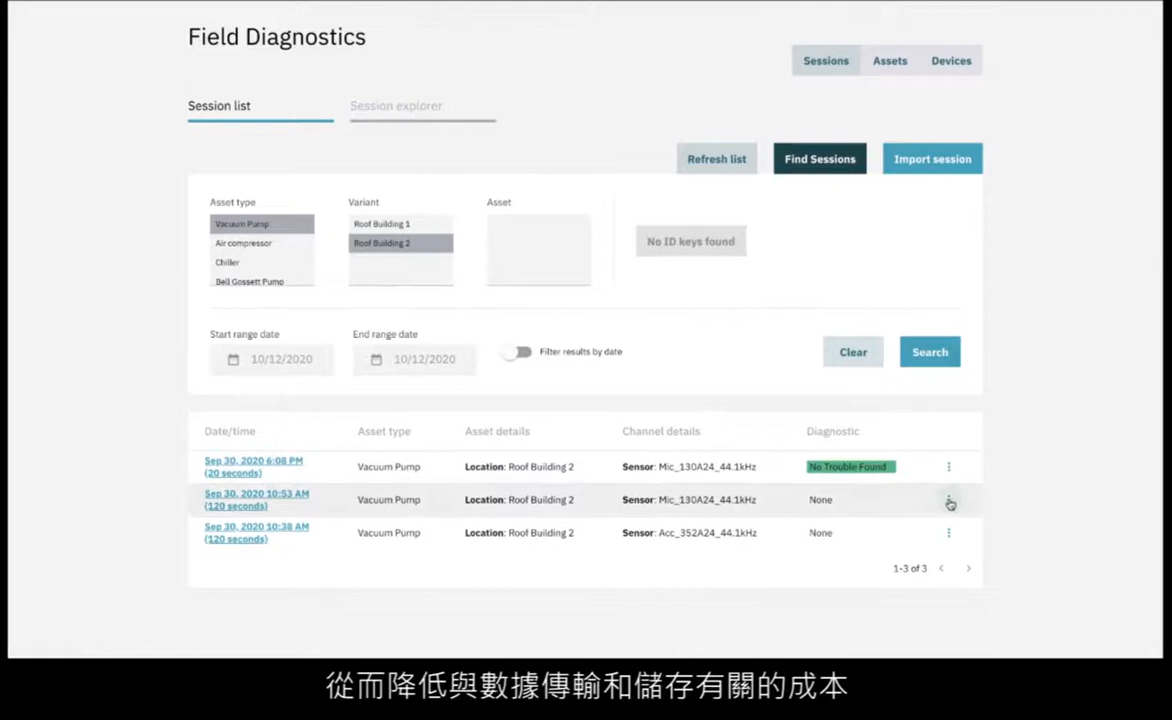 Field Diagnostics
Sessions Assets Devices
Session list Session explorer
Refresh list Find Sessions Import session
Asset type Variant Asset
Vacuum Pump Roof Building 1
No ID keys found
Air compressor Roof Building 2
Chiller
Bell Gossett Pump
Start range date End range date
10/12/2020 10/12/2020 Filter results by date Clear Search
Date/time Asset type Asset details Channel details Diagnostic
Sep 30, 2020 6:08 PM
(20 seconds) Vacuum Pump Location: Roof Building 2 Sensor: Mic_130A24_44.1kHz No Trouble Found
Sep 30, 2020 10:53 AM
(120 seconds) Vacuum Pump Location: Roof Building 2 Sensor: Mic_130A24_44.1kHz None
Sep 30, 2020 10:38 AM
(120 seconds) Vacuum Pump Location: Roof Building 2 Sensor: Acc_352A24_44.1kHz None
1-3 of 3
從而降低與數據傳輸和儲存有關的成本